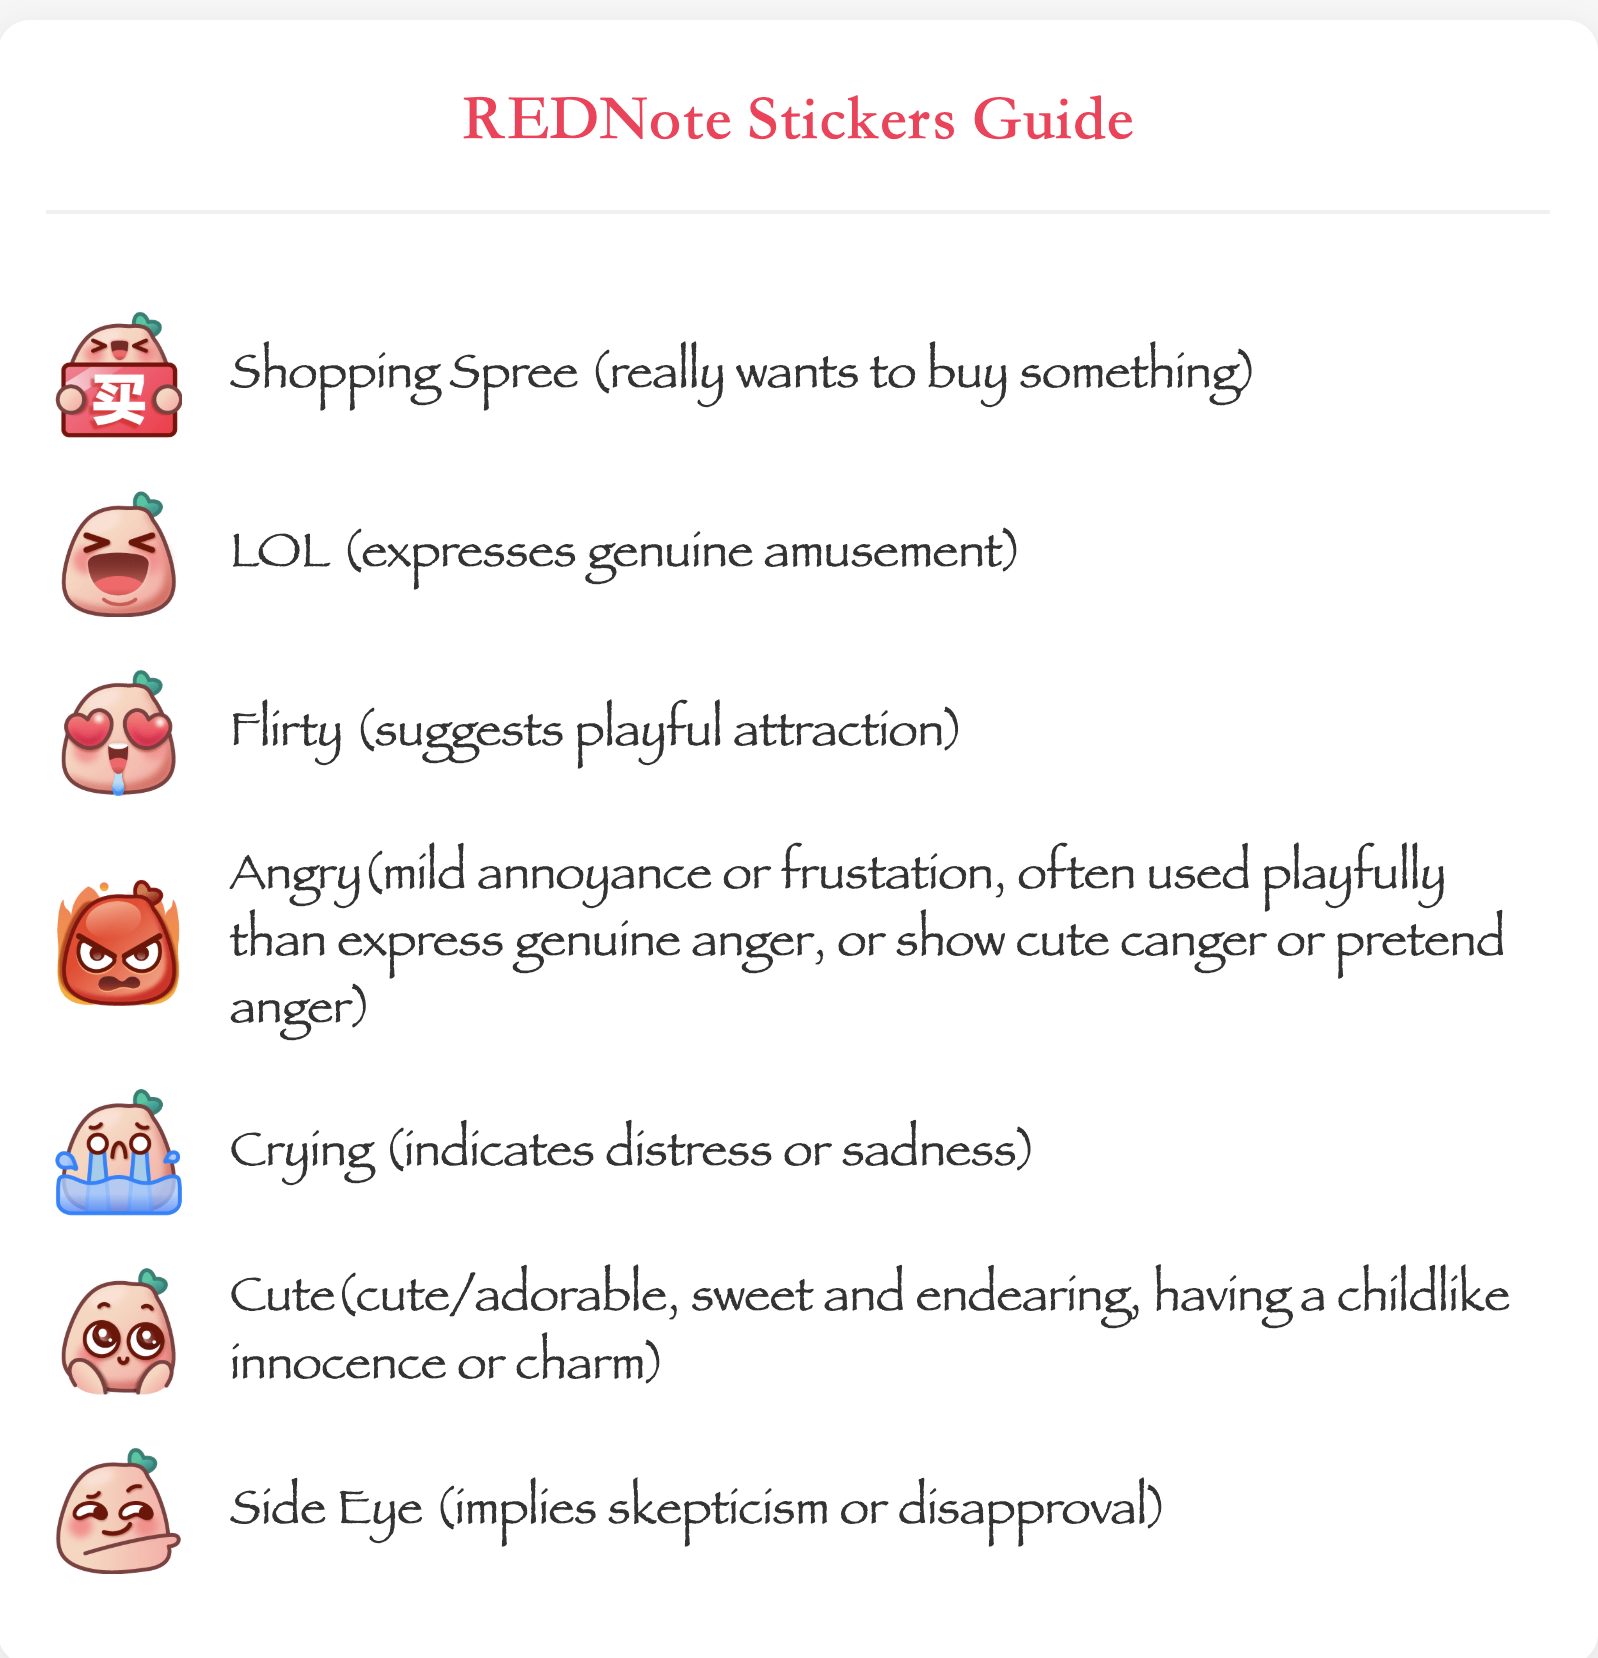 REDNote Stickers Guide
买
Shopping Spree (really wants to buy something)
LOL (expresses genuine amusement)
Flirty (suggests playful attraction)
Angry(mild annoyance or frustation, often used playfully
than express genuine anger, or show cute canger or pretend
anger)
Crying (indicates distress or sadness)
Cute(cute/adorable, sweet and endearing, having a childlike
innocence or charm)
Side Eye (implies skepticism or disapproval)